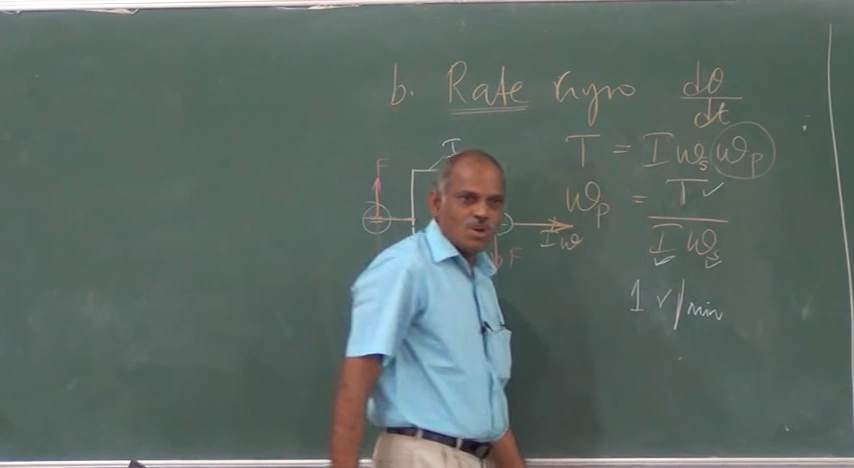 b. Rate Gyro dθ/dt
I
T = I ωs ωp
F
ωp = T / I ωs
Iω
F
1 r/min